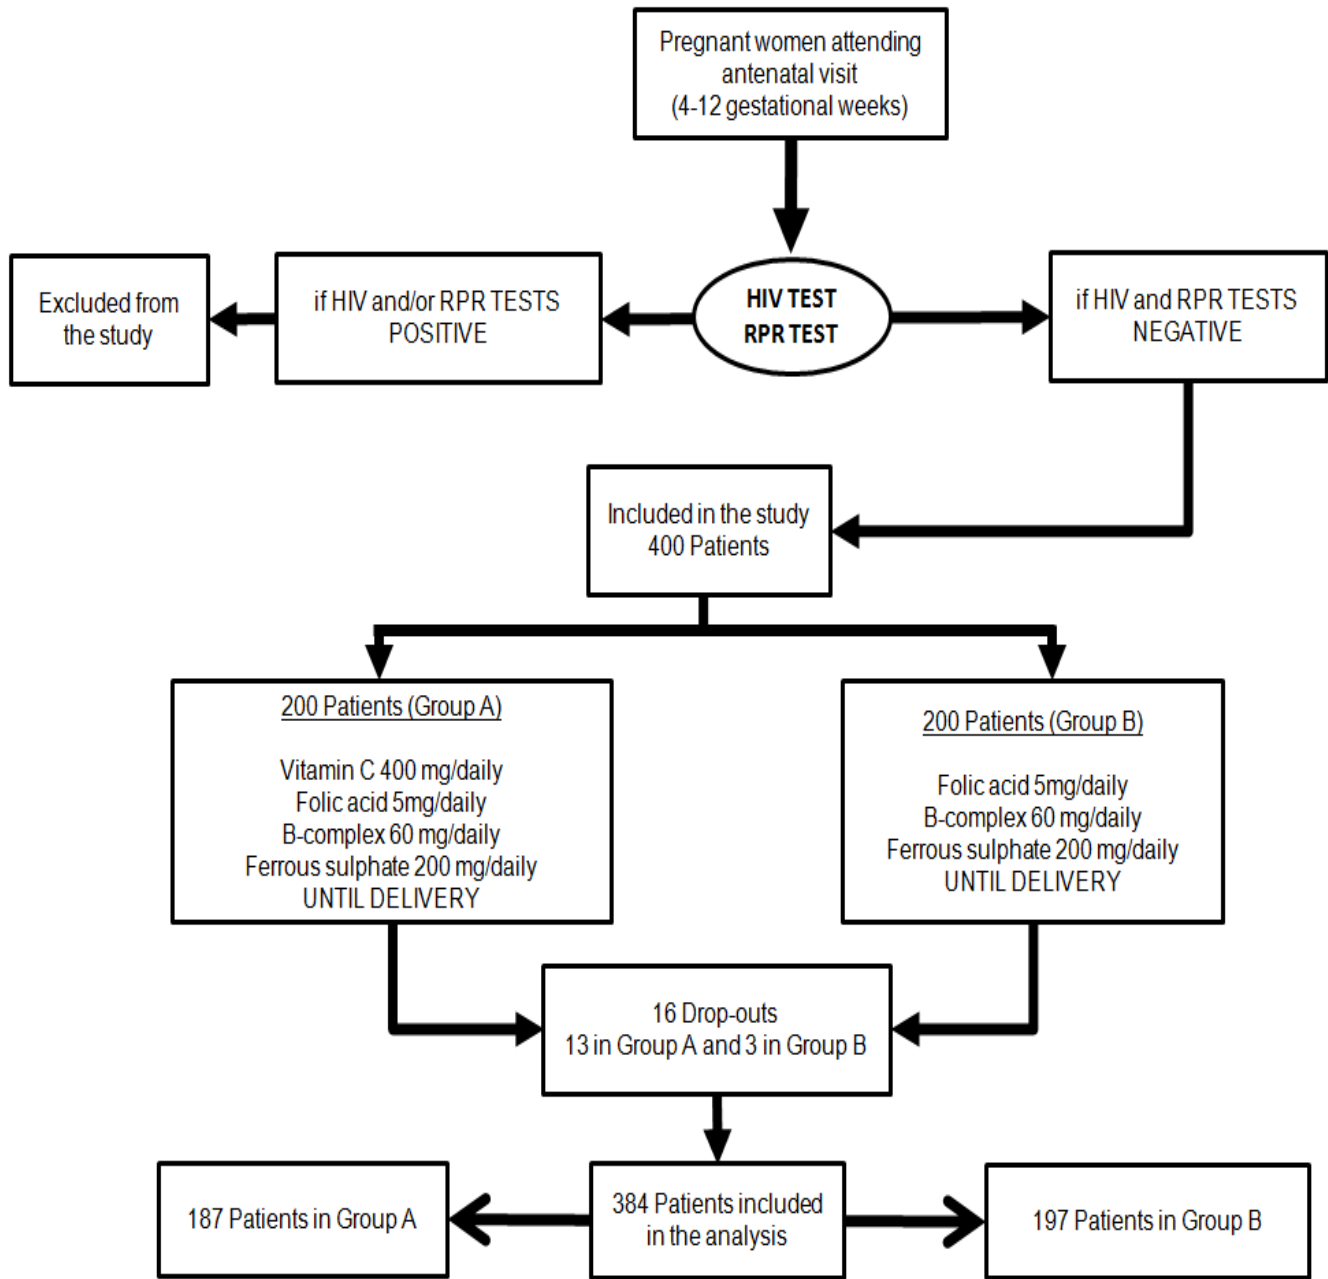 Pregnant women attending
antenatal visit
(4-12 gestational weeks)
Excluded from
the study
if HIV and/or RPR TESTS
POSITIVE
HIV TEST
RPR TEST
if HIV and RPR TESTS
NEGATIVE
Included in the study
400 Patients
200 Patients (Group A)
Vitamin C 400 mg/daily
Folic acid 5mg/daily
B-complex 60 mg/daily
Ferrous sulphate 200 mg/daily
UNTIL DELIVERY
200 Patients (Group B)
Folic acid 5mg/daily
B-complex 60 mg/daily
Ferrous sulphate 200 mg/daily
UNTIL DELIVERY
16 Drop-outs
13 in Group A and 3 in Group B
187 Patients in Group A
384 Patients included
in the analysis
197 Patients in Group B